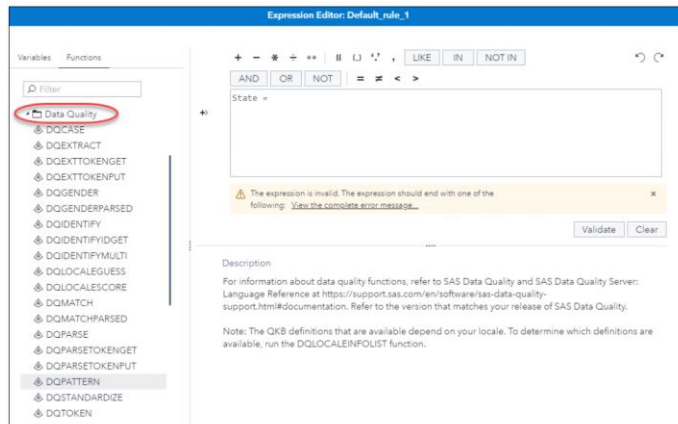 Expression Editor: Default_rule_1
Variables Functions
Filter
Data Quality
DQCASE
DQEXTRACT
DQEXTTOKENGET
DQEXTTOKENPUT
DQGENDER
DQGENDERPARSED
DQIDENTIFY
DQIDENTIFYIDGET
DQIDENTIFYMULTI
DQLOCALEGUESS
DQLOCALESCORE
DQMATCH
DQMATCHPARSED
DQPARSE
DQPARSETOKENGET
DQPARSETOKENPUT
DQPATTERN
DQSTANDARDIZE
DQTOKEN
+ − * ÷ ** || () ',' , LIKE IN NOT IN
AND OR NOT = ≠ < >
State =
The expression is invalid. The expression should end with one of the
following: View the complete error message...
Validate Clear
Description
For information about data quality functions, refer to SAS Data Quality and SAS Data Quality Server:
Language Reference at https://support.sas.com/en/software/sas-data-quality-
support.html#documentation. Refer to the version that matches your release of SAS Data Quality.
Note: The QKB definitions that are available depend on your locale. To determine which definitions are
available, run the DQLOCALEINFOLIST function.